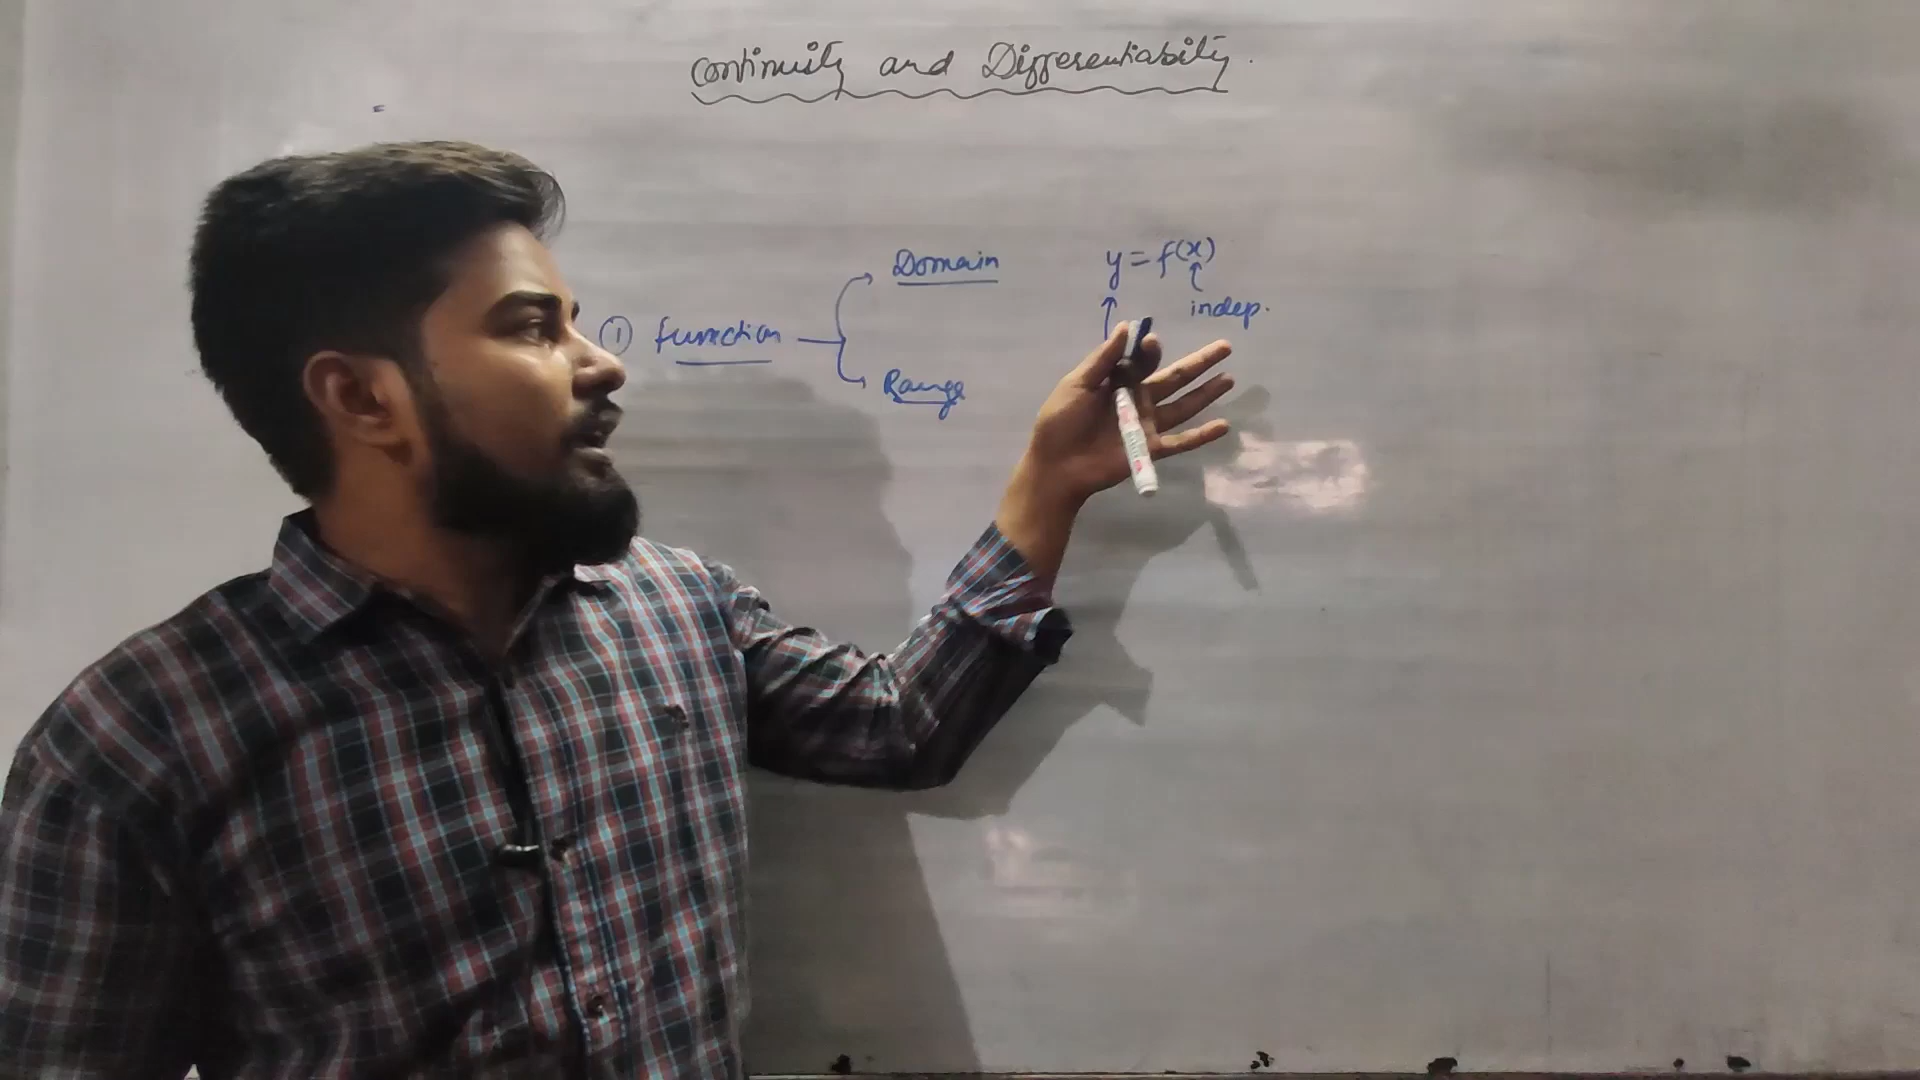 Continuity and Differentiability.
① function
Domain
Range
y = f(x)
indep.